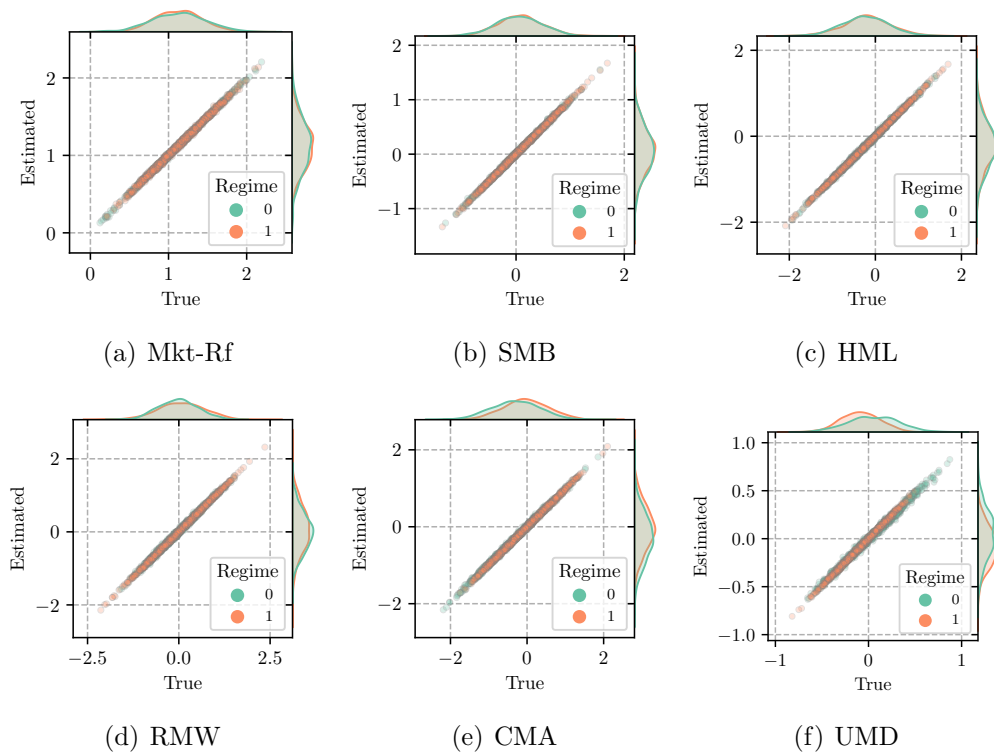 Estimated
2
1
0
0
1
2
True
Regime
0
1
(a) Mkt-Rf
Estimated
2
1
0
−1
0
2
True
Regime
0
1
(b) SMB
Estimated
2
0
−2
−2
0
2
True
Regime
0
1
(c) HML
Estimated
2
0
−2
−2.5
0.0
2.5
True
Regime
0
1
(d) RMW
Estimated
2
0
−2
−2
0
2
True
Regime
0
1
(e) CMA
Estimated
1.0
0.5
0.0
−0.5
−1.0
−1
0
1
True
Regime
0
1
(f) UMD